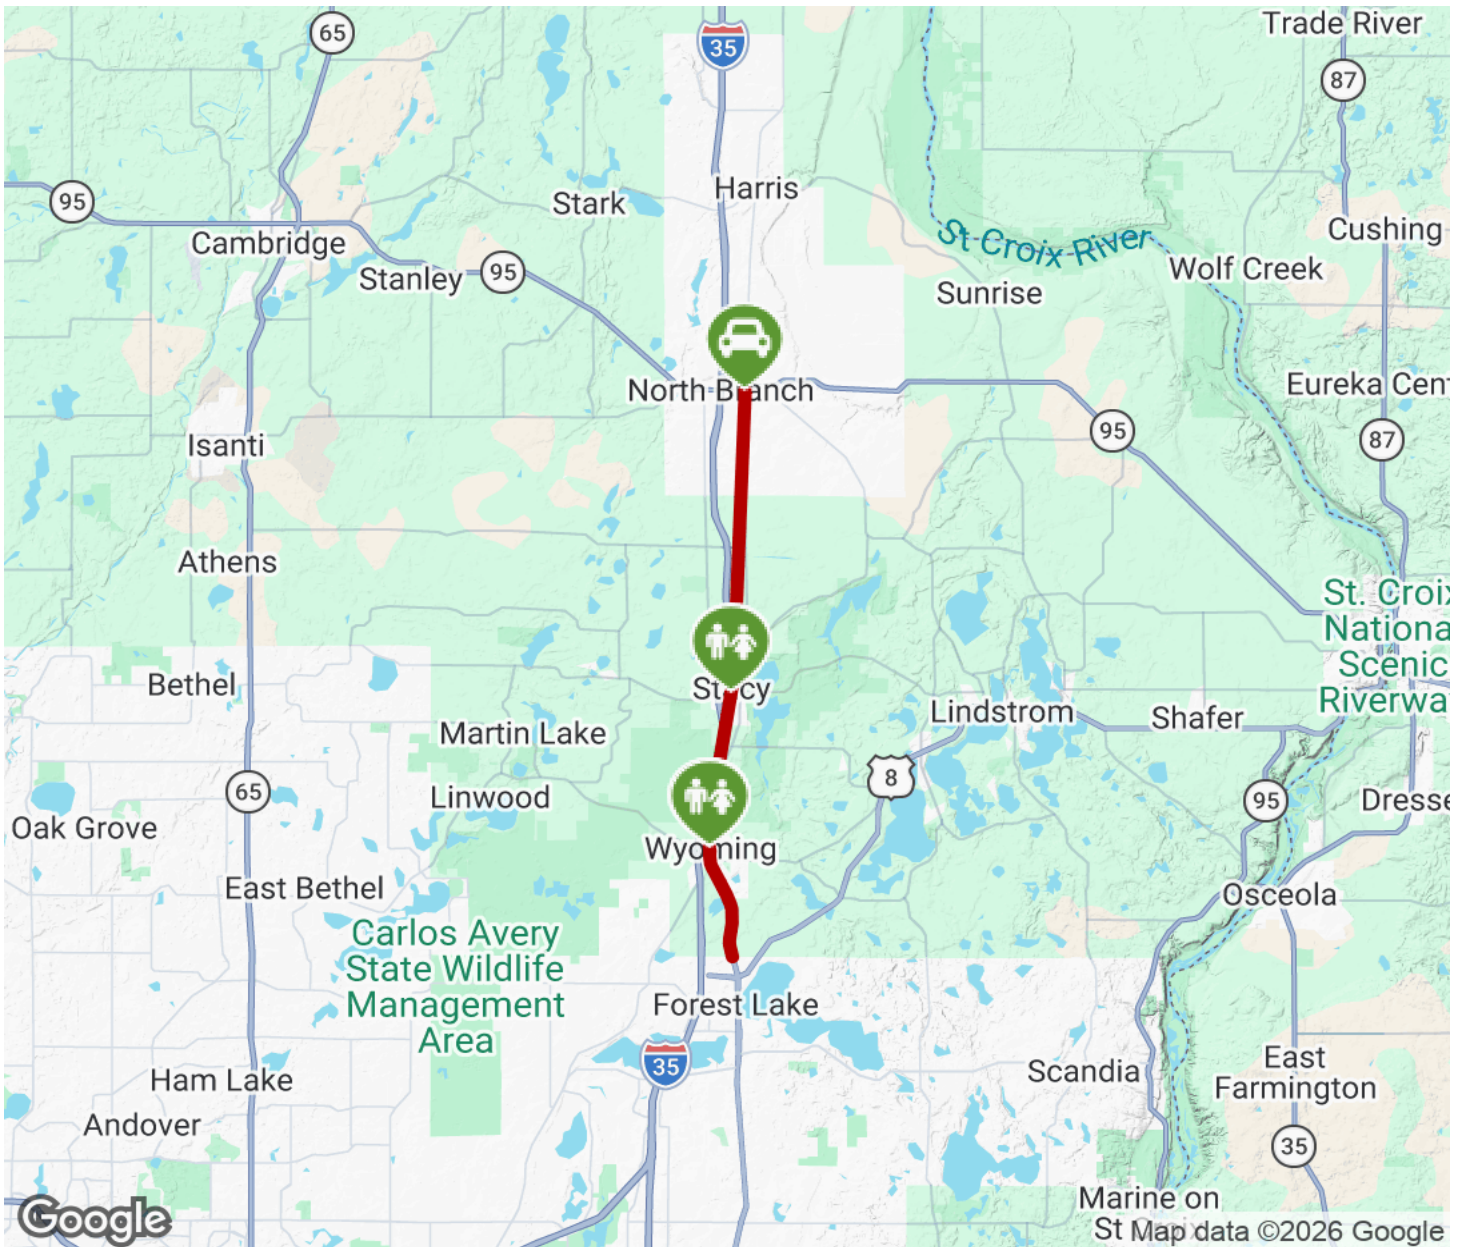 65
35
Trade River
87
95
Stark
Harris
Cambridge
Stanley
95
St Croix River
Cushing
Wolf Creek
Sunrise
North Branch
Eureka Cen
Isanti
95
87
Athens
St. Croix
Nationa
Scenic
Riverwa
Bethel
Stacy
Martin Lake
Lindstrom
Shafer
65
Linwood
8
95
Dresse
Oak Grove
Wyoming
East Bethel
Osceola
Carlos Avery
State Wildlife
Management
Area
Forest Lake
35
Ham Lake
Scandia
East
Farmington
Andover
35
Marine on
St Croix
Google
Map data ©2026 Google